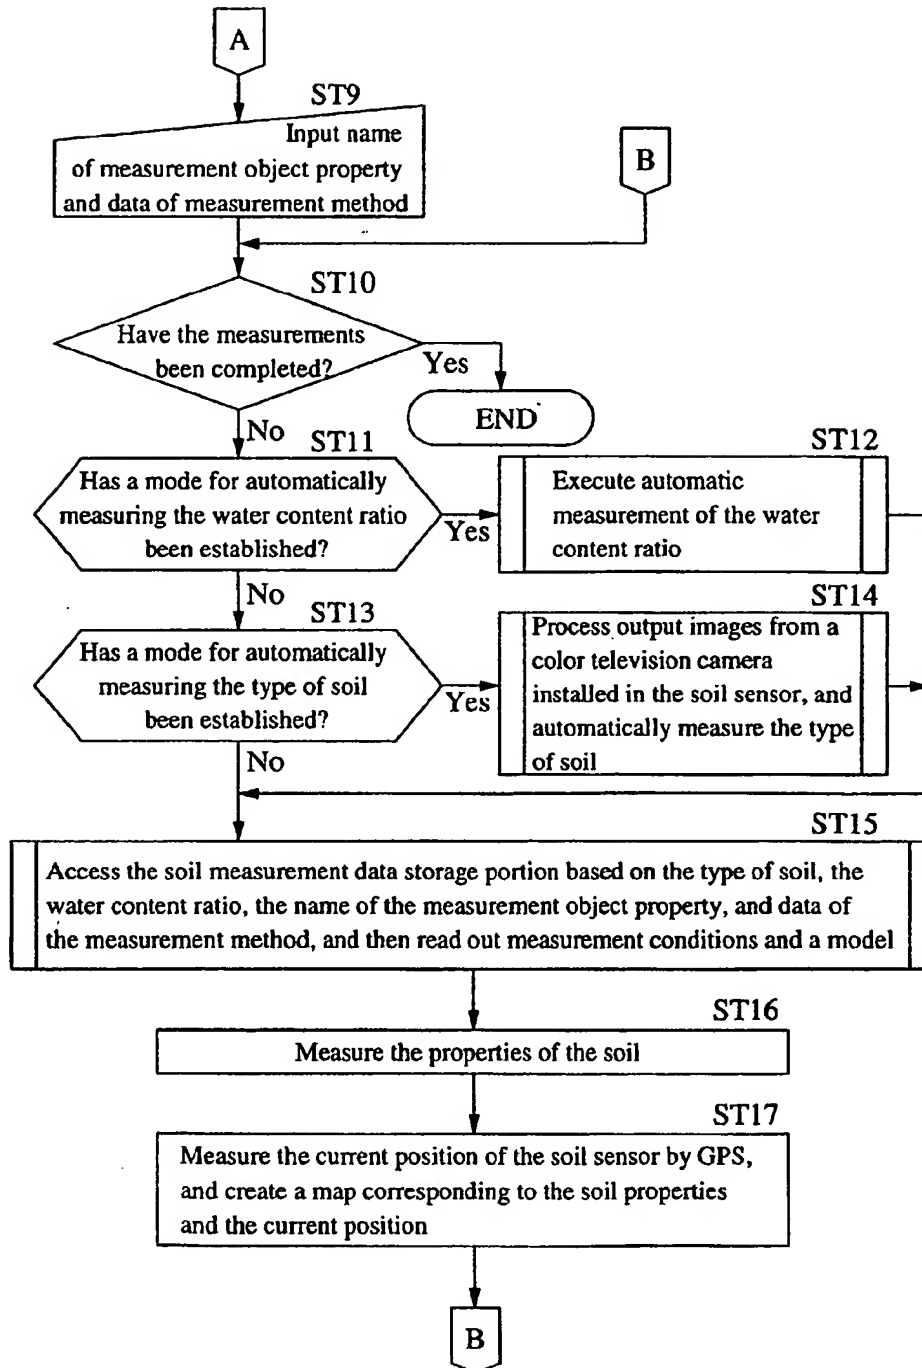 A
ST9
Input name
of measurement object property
and data of measurement method
B
ST10
Have the measurements
been completed?
Yes
END
No
ST11
Has a mode for automatically
measuring the water content ratio
been established?
Yes
ST12
Execute automatic
measurement of the water
content ratio
No
ST13
Has a mode for automatically
measuring the type of soil
been established?
Yes
ST14
Process output images from a
color television camera
installed in the soil sensor, and
automatically measure the type
of soil
No
ST15
Access the soil measurement data storage portion based on the type of soil, the
water content ratio, the name of the measurement object property, and data of
the measurement method, and then read out measurement conditions and a model
ST16
Measure the properties of the soil
ST17
Measure the current position of the soil sensor by GPS,
and create a map corresponding to the soil properties
and the current position
B